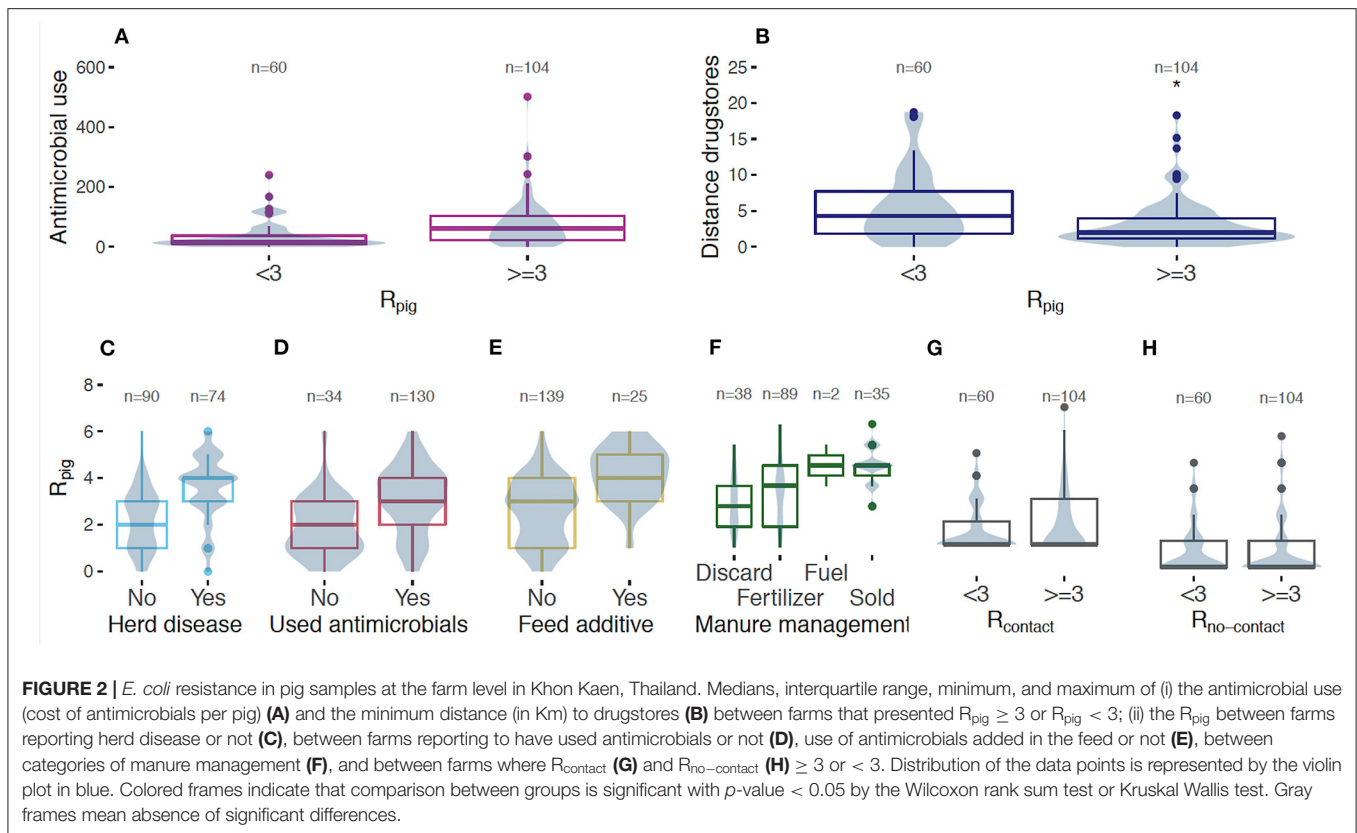 A
B
n=60 n=104
n=60 n=104
*
600
400
200
0
Antimicrobial use
<3 >=3
Rpig
25
20
15
10
5
0
Distance drugstores
<3 >=3
Rpig
C D E F G H
8
6
4
2
0
Rpig
n=90 n=74
No Yes
Herd disease
n=34 n=130
No Yes
Used antimicrobials
n=139 n=25
No Yes
Feed additive
n=38 n=89 n=2 n=35
Discard Fuel
Fertilizer Sold
Manure management
n=60 n=104
<3 >=3
Rcontact
n=60 n=104
<3 >=3
Rno–contact
FIGURE 2 | E. coli resistance in pig samples at the farm level in Khon Kaen, Thailand. Medians, interquartile range, minimum, and maximum of (i) the antimicrobial use
(cost of antimicrobials per pig) (A) and the minimum distance (in Km) to drugstores (B) between farms that presented Rpig ≥ 3 or Rpig < 3; (ii) the Rpig between farms
reporting herd disease or not (C), between farms reporting to have used antimicrobials or not (D), use of antimicrobials added in the feed or not (E), between
categories of manure management (F), and between farms where Rcontact (G) and Rno–contact (H) ≥ 3 or < 3. Distribution of the data points is represented by the violin
plot in blue. Colored frames indicate that comparison between groups is significant with p-value < 0.05 by the Wilcoxon rank sum test or Kruskal Wallis test. Gray
frames mean absence of significant differences.